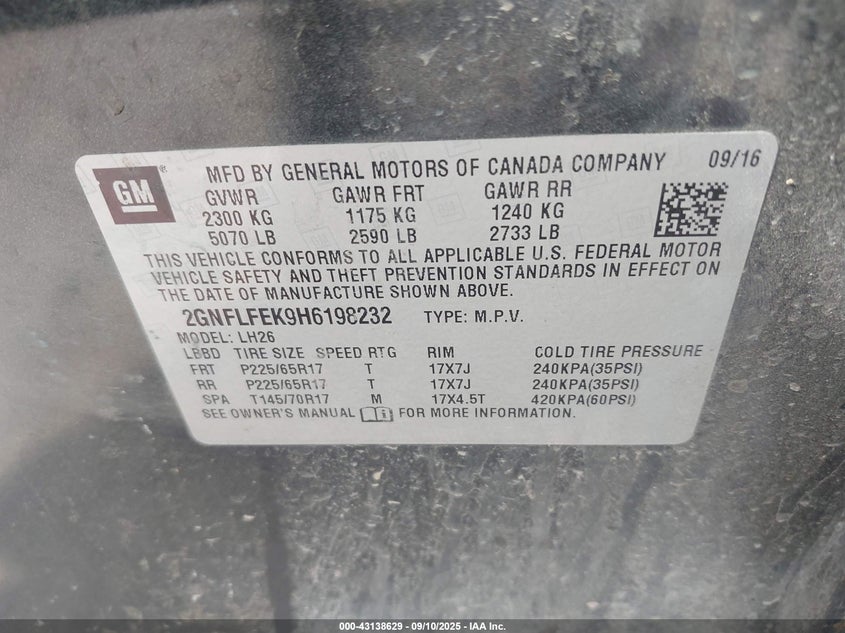 GM
MFD BY GENERAL MOTORS OF CANADA COMPANY 09/16
GVWR GAWR FRT GAWR RR
2300 KG 1175 KG 1240 KG
5070 LB 2590 LB 2733 LB
THIS VEHICLE CONFORMS TO ALL APPLICABLE U.S. FEDERAL MOTOR
VEHICLE SAFETY AND THEFT PREVENTION STANDARDS IN EFFECT ON
THE DATE OF MANUFACTURE SHOWN ABOVE.
2GNFLFEK9H6198232 TYPE: M.P.V.
MODEL: LH26
LBBD TIRE SIZE SPEED RTG RIM COLD TIRE PRESSURE
FRT P225/65R17 T 17X7J 240KPA(35PSI)
RR P225/65R17 T 17X7J 240KPA(35PSI)
SPA T145/70R17 M 17X4.5T 420KPA(60PSI)
SEE OWNER'S MANUAL FOR MORE INFORMATION.
000-43138629 - 09/10/2025 - IAA Inc.